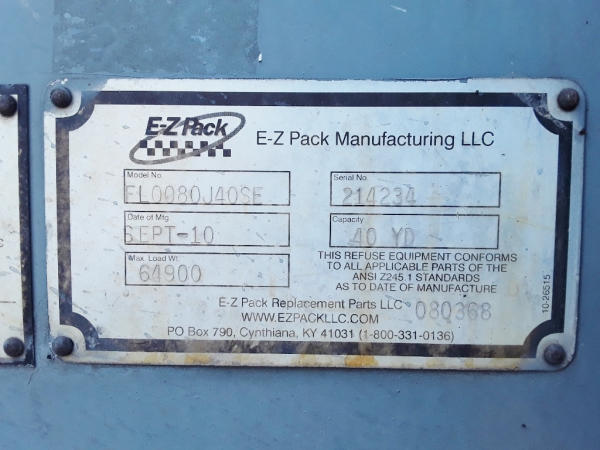 E-Z Pack
E-Z Pack Manufacturing LLC
Model No.
FL0080J40SF
Serial No.
214234
Date of Mfg
SEPT-10
Capacity
40 YD
Max. Load Wt.
64900
THIS REFUSE EQUIPMENT CONFORMS
TO ALL APPLICABLE PARTS OF THE
ANSI Z245.1 STANDARDS
AS TO DATE OF MANUFACTURE
10-26515
E-Z Pack Replacement Parts LLC
080368
WWW.EZPACKLLC.COM
PO Box 790, Cynthiana, KY 41031 (1-800-331-0136)